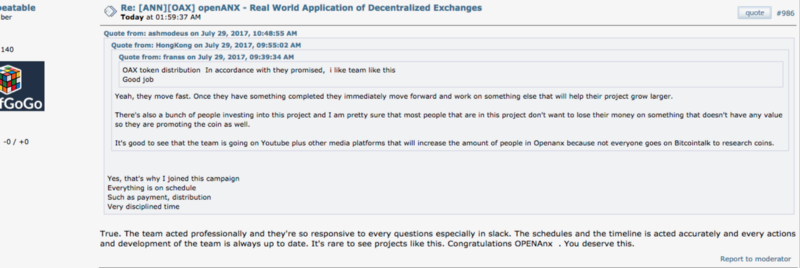 eatable
ber
140
fGoGo
-0 / +0
Re: [ANN][OAX] openANX - Real World Application of Decentralized Exchanges
Today at 01:59:37 AM
quote
#986
Quote from: ashmodeus on July 29, 2017, 10:48:55 AM
Quote from: HongKong on July 29, 2017, 09:55:02 AM
Quote from: franss on July 29, 2017, 09:39:34 AM
OAX token distribution In accordance with they promised, i like team like this
Good job
Yeah, they move fast. Once they have something completed they immediately move forward and work on something else that will help their project grow larger.
There's also a bunch of people investing into this project and I am pretty sure that most people that are in this project don't want to lose their money on something that doesn't have any value
so they are promoting the coin as well.
It's good to see that the team is going on Youtube plus other media platforms that will increase the amount of people in Openanx because not everyone goes on Bitcointalk to research coins.
Yes, that's why I joined this campaign
Everything is on schedule
Such as payment, distribution
Very disciplined time
True. The team acted professionally and they're so responsive to every questions especially in slack. The schedules and the timeline is acted accurately and every actions
and development of the team is always up to date. It's rare to see projects like this. Congratulations OPENAnx . You deserve this.
Report to moderator